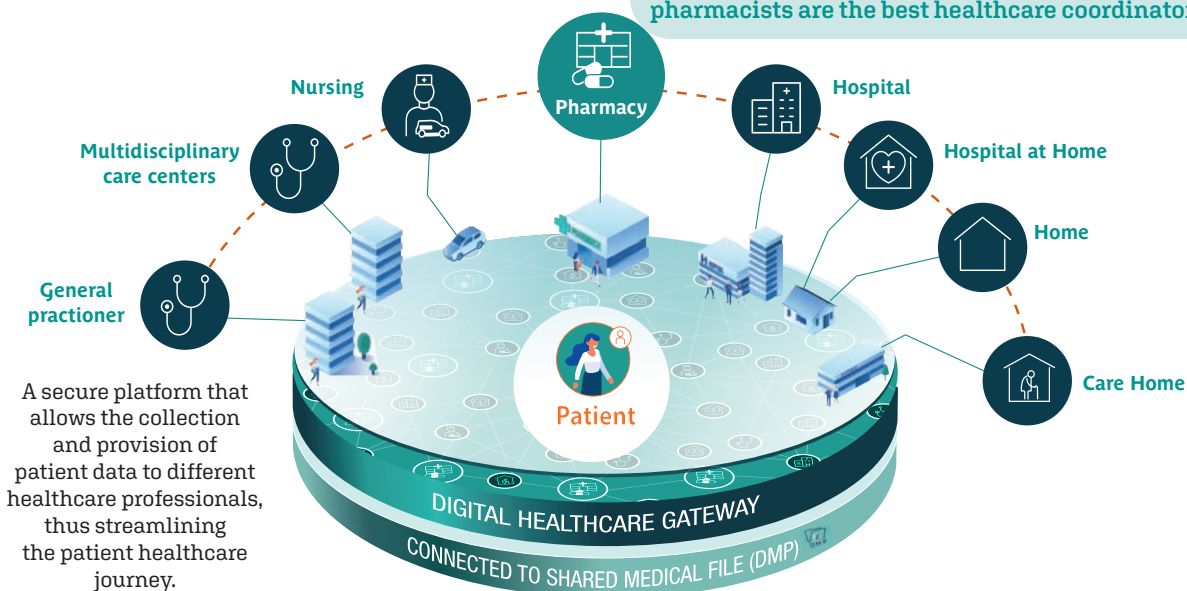 pharmacists are the best healthcare coordinator
Pharmacy
Nursing
Hospital
Multidisciplinary
care centers
Hospital at Home
Home
General
practioner
Care Home
Patient
A secure platform that
allows the collection
and provision of
patient data to different
healthcare professionals,
thus streamlining
the patient healthcare
journey.
DIGITAL HEALTHCARE GATEWAY
CONNECTED TO SHARED MEDICAL FILE (DMP)